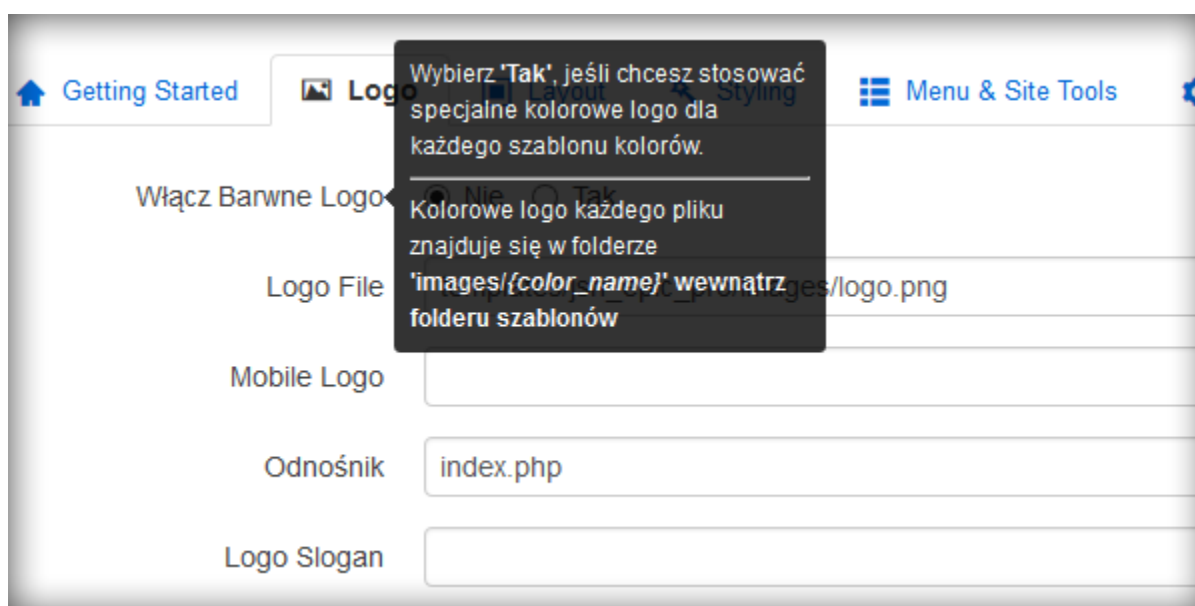 Getting Started
Logo
Layout
Styling
Menu & Site Tools
Wybierz 'Tak', jeśli chcesz stosować
specjalne kolorowe logo dla
każdego szablonu kolorów.
Kolorowe logo każdego pliku
znajduje się w folderze
'images/{color_name}' wewnątrz
folderu szablonów
Włącz Barwne Logo
Nie
Tak
Logo File
/logo.png
Mobile Logo
Odnośnik
index.php
Logo Slogan